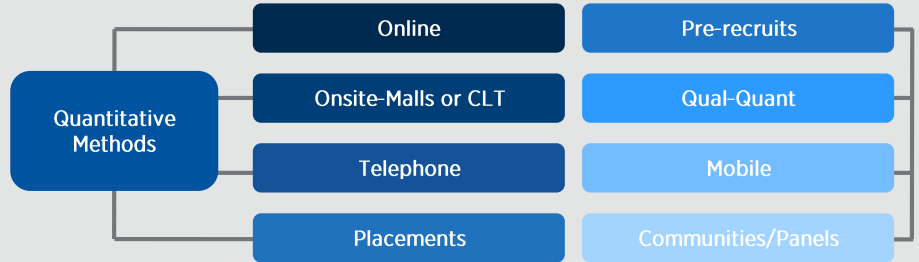 Quantitative
Methods
Online
Onsite-Malls or CLT
Telephone
Placements
Pre-recruits
Qual-Quant
Mobile
Communities/Panels